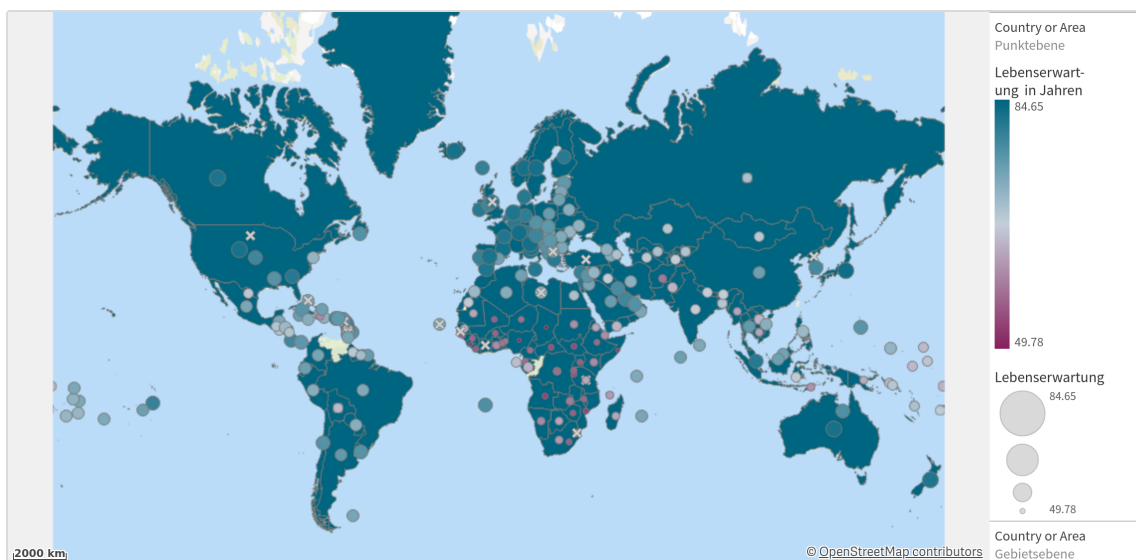 Country or Area
Punktebene
Lebenserwart-
ung in Jahren
84.65
49.78
Lebenserwartung
84.65
49.78
Country or Area
Gebietsebene
2000 km
© OpenStreetMap contributors